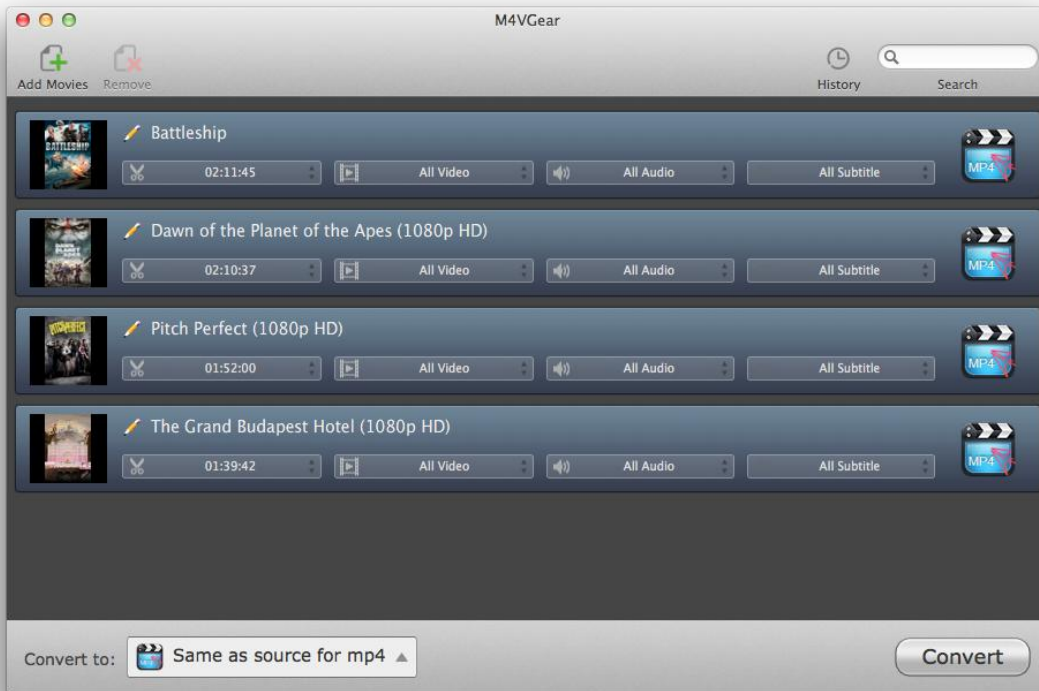 M4VGear
Add Movies Remove History Search
BATTLESHIP
Battleship
02:11:45 All Video All Audio All Subtitle
MP4
Dawn of the Planet of the Apes (1080p HD)
02:10:37 All Video All Audio All Subtitle
MP4
Pitch Perfect (1080p HD)
01:52:00 All Video All Audio All Subtitle
MP4
The Grand Budapest Hotel (1080p HD)
01:39:42 All Video All Audio All Subtitle
MP4
Convert to: Same as source for mp4 Convert